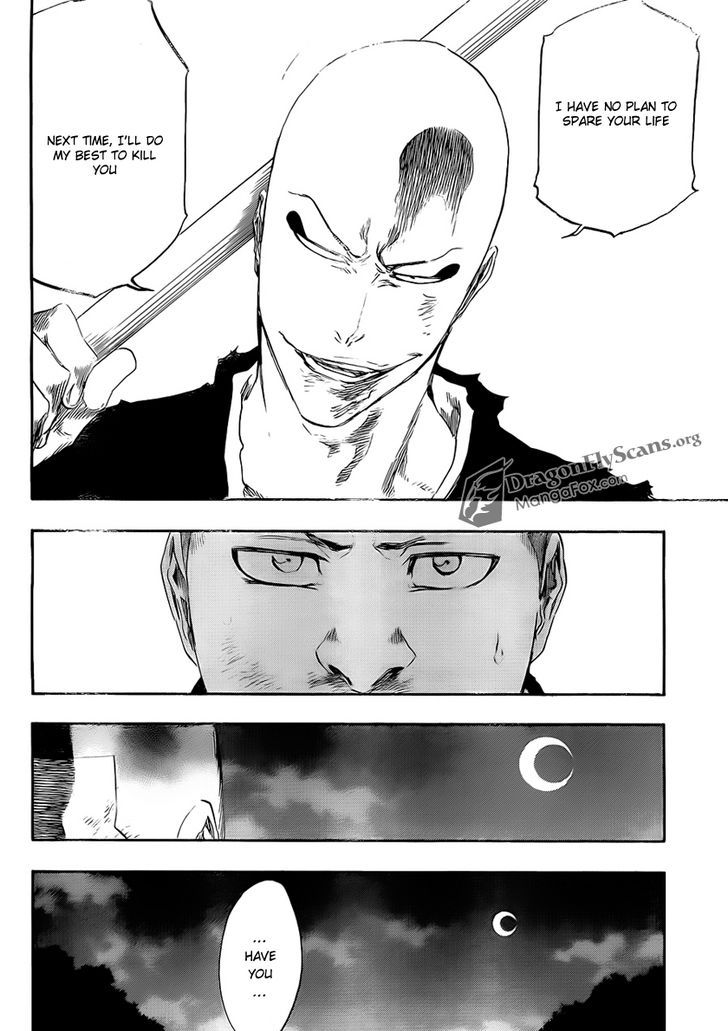 I HAVE NO PLAN TO
SPARE YOUR LIFE
NEXT TIME, I'LL DO
MY BEST TO KILL
YOU
DRAGONFLYSCANS.org
MANGAFOX.com
...
HAVE
YOU
...